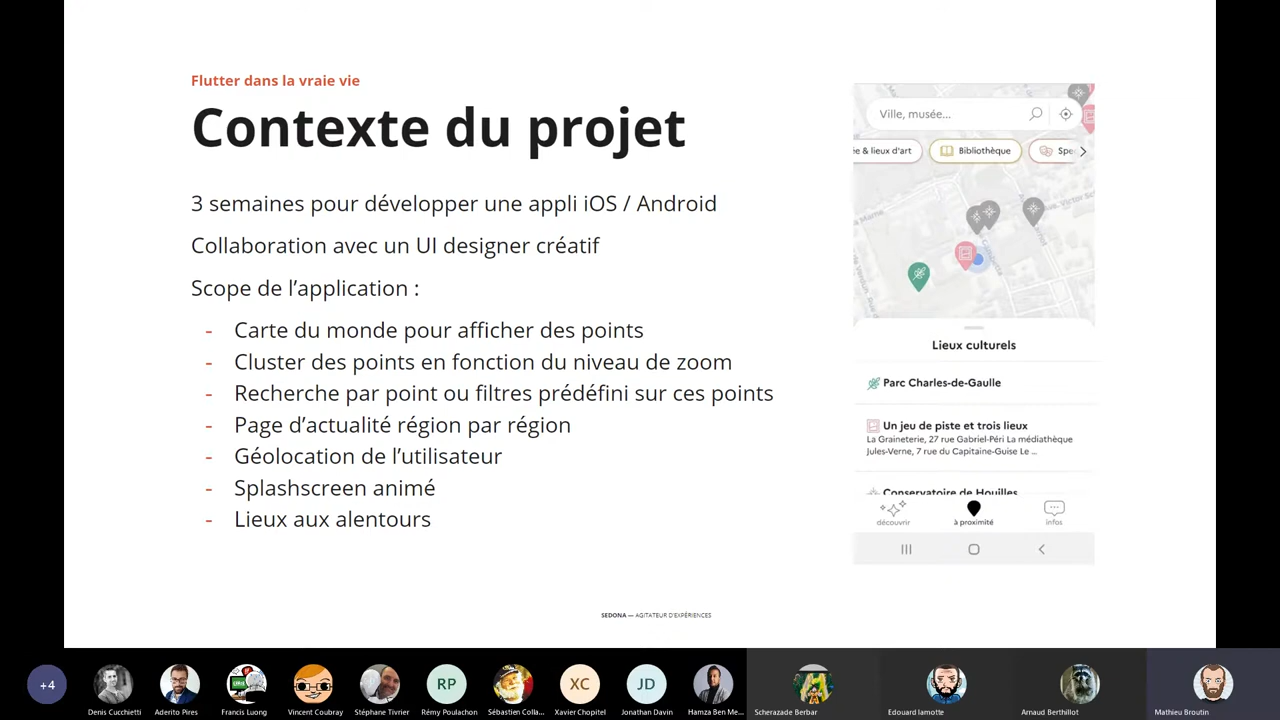 Flutter dans la vraie vie
Contexte du projet
3 semaines pour développer une appli iOS / Android
Collaboration avec un UI designer créatif
Scope de l'application :
- Carte du monde pour afficher des points
- Cluster des points en fonction du niveau de zoom
- Recherche par point ou filtres prédéfini sur ces points
- Page d'actualité région par région
- Géolocation de l'utilisateur
- Splashscreen animé
- Lieux aux alentours
Ville, musée...
ée & lieux d'art
Bibliothèque
Spec
Lieux culturels
Parc Charles-de-Gaulle
Un jeu de piste et trois lieux
La Graineterie, 27 rue Gabriel-Péri La médiathèque
Jules-Verne, 7 rue du Capitaine-Guise Le ...
Conservatoire de Houilles
découvrir
à proximité
infos
SEDONA — AGITATEUR D'EXPÉRIENCES
+4
RP
XC
JD
Denis Cucchietti
Aderito Pires
Francis Luong
Vincent Coubray
Stéphane Tivrier
Rémy Poulachon
Sébastien Colla...
Xavier Chopitel
Jonathan Davin
Hamza Ben Me...
Scherazade Berbar
Edouard lamotte
Arnaud Berthillot
Mathieu Broutin